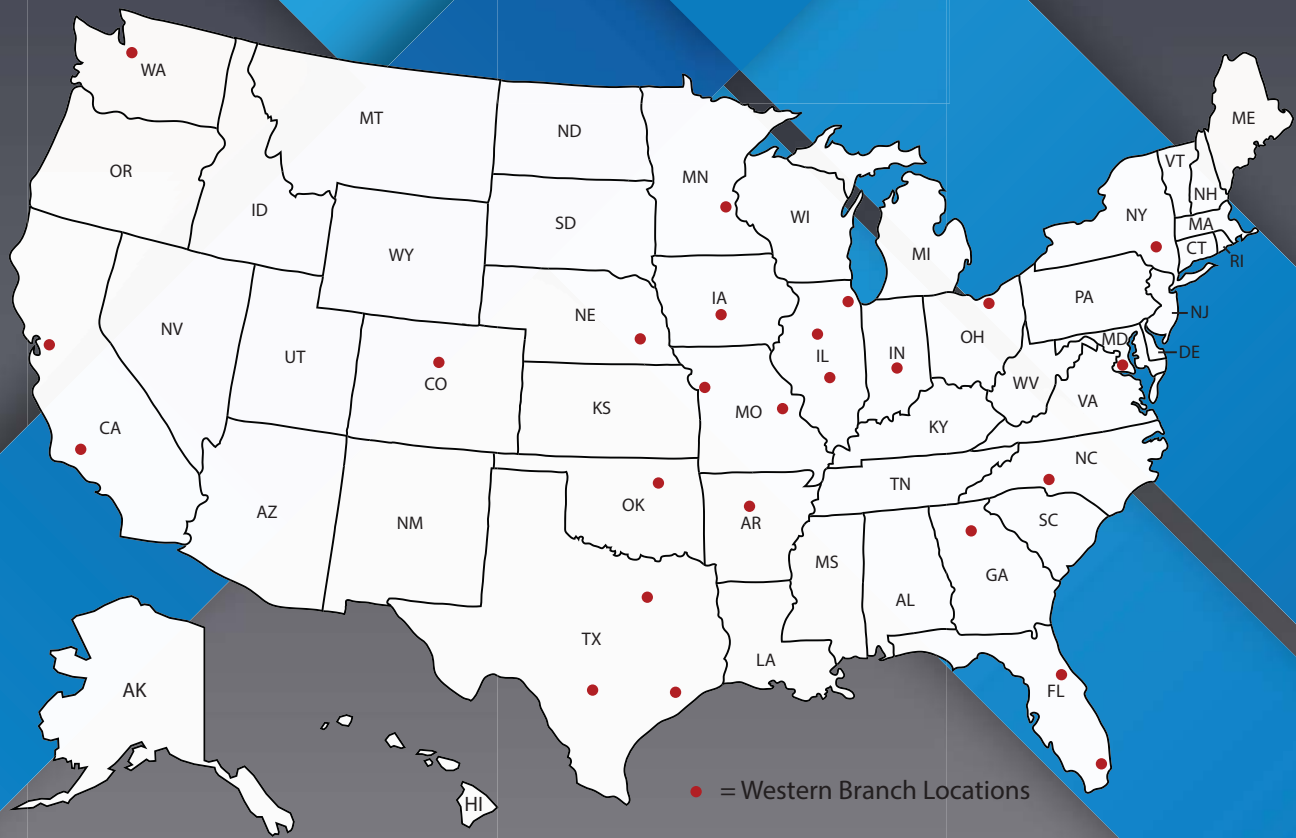 WA
MT
ND
MN
ME
OR
ID
SD
WI
VT
NH
NY
MA
WY
MI
CT
RI
IA
PA
NE
NJ
NV
UT
CO
IL
IN
OH
MD
DE
WV
CA
KS
MO
KY
VA
NC
AZ
NM
OK
AR
TN
SC
MS
AL
GA
TX
LA
AK
FL
HI
= Western Branch Locations